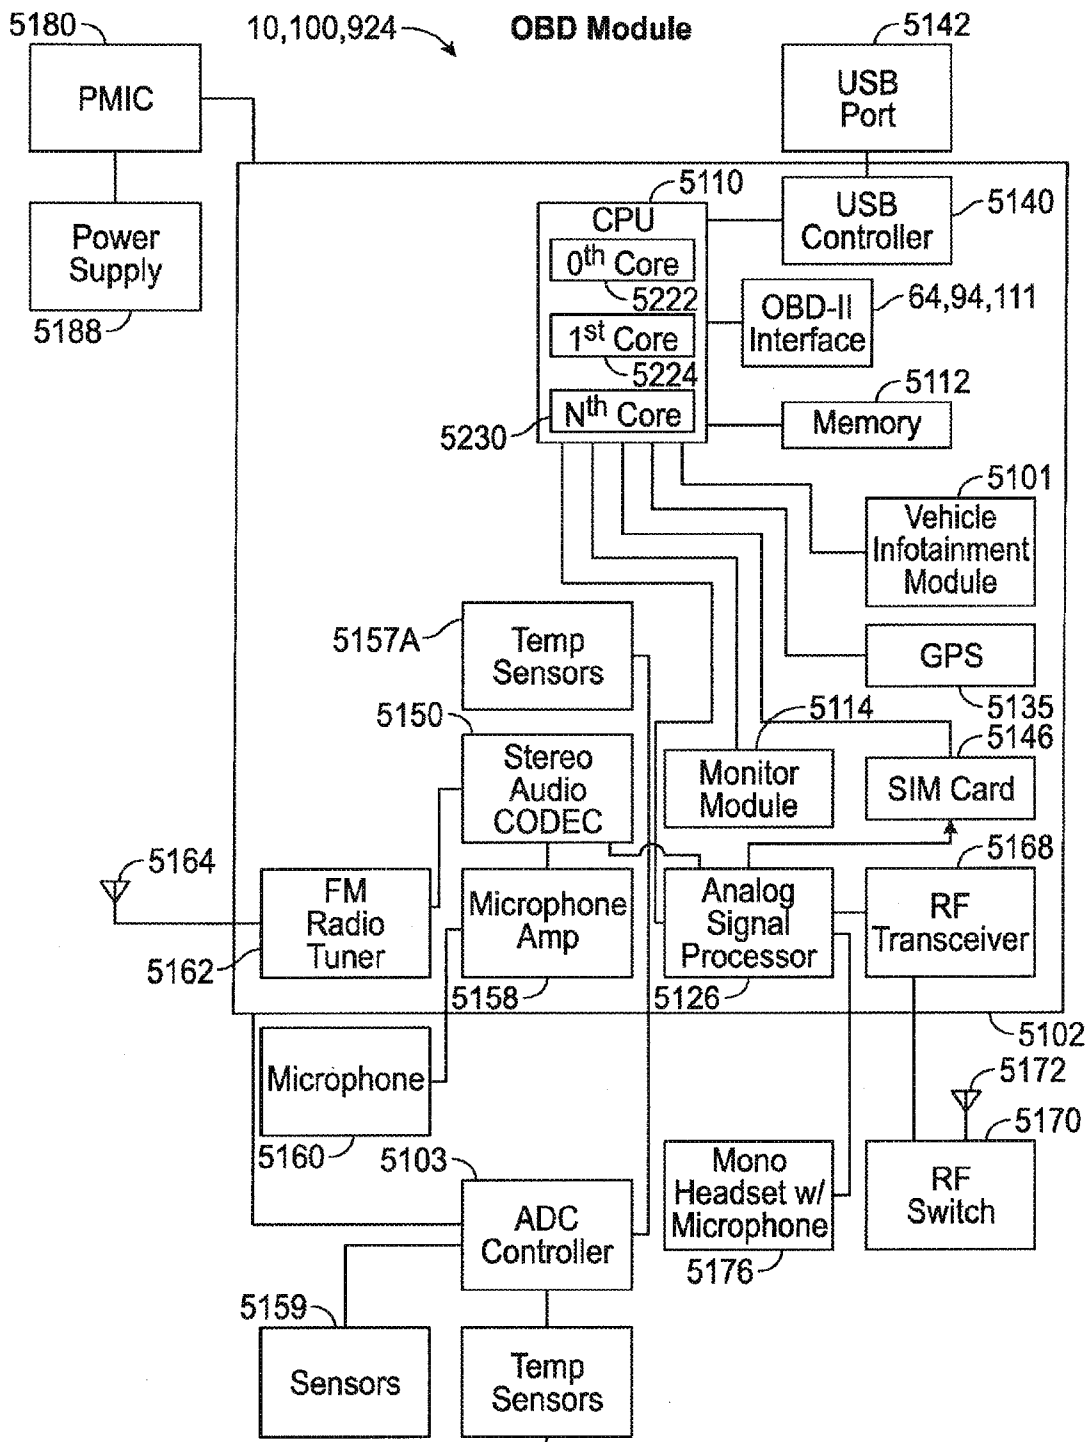 5180
10,100,924
OBD Module
5142
PMIC
USB
Port
5110
CPU
USB
Controller
5140
Power
Supply
0th Core
5222
5188
64,94,111
OBD-II
Interface
1st Core
5224
5112
Nth Core
Memory
5230
5101
Vehicle
Infotainment
Module
5157A
Temp
Sensors
GPS
5135
5150
5114
5146
Stereo
Audio
CODEC
Monitor
Module
SIM Card
5164
5168
FM
Radio
Tuner
Microphone
Amp
Analog
Signal
Processor
RF
Transceiver
5162
5158
5126
5102
Microphone
5172
5160
5103
5170
ADC
Controller
Mono
Headset w/
Microphone
RF
Switch
5176
5159
Sensors
Temp
Sensors